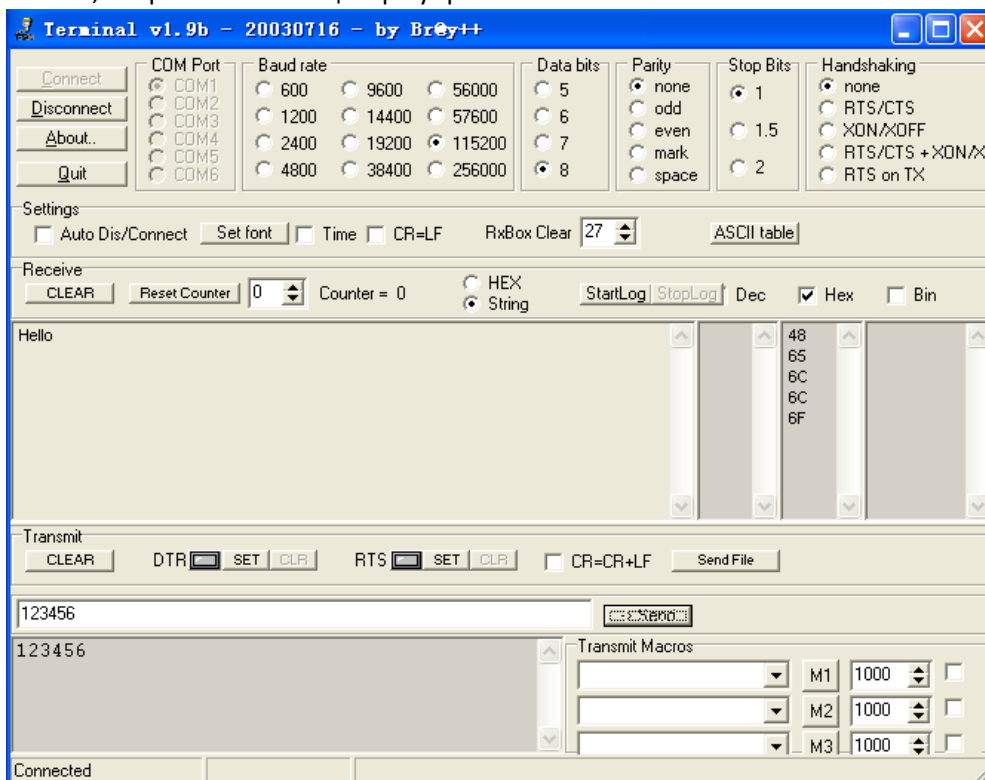 Terminal v1.9b - 20030716 - by Br@y++
Connect
Disconnect
About..
Quit
COM Port
COM1
COM2
COM3
COM4
COM5
COM6
Baud rate
600 9600 56000
1200 14400 57600
2400 19200 115200
4800 38400 256000
Data bits
5
6
7
8
Parity
none
odd
even
mark
space
Stop Bits
1
1.5
2
Handshaking
none
RTS/CTS
XON/XOFF
RTS/CTS + XON/X
RTS on TX
Settings
Auto Dis/Connect Set font Time CR=LF RxBox Clear 27 ASCII table
Receive
CLEAR Reset Counter 0 Counter = 0 HEX String StartLog StopLog Dec Hex Bin
Hello
48
65
6C
6C
6F
Transmit
CLEAR DTR SET CLR RTS SET CLR CR=CR+LF Send File
123456
123456
Transmit Macros
M1 1000
M2 1000
M3 1000
Connected